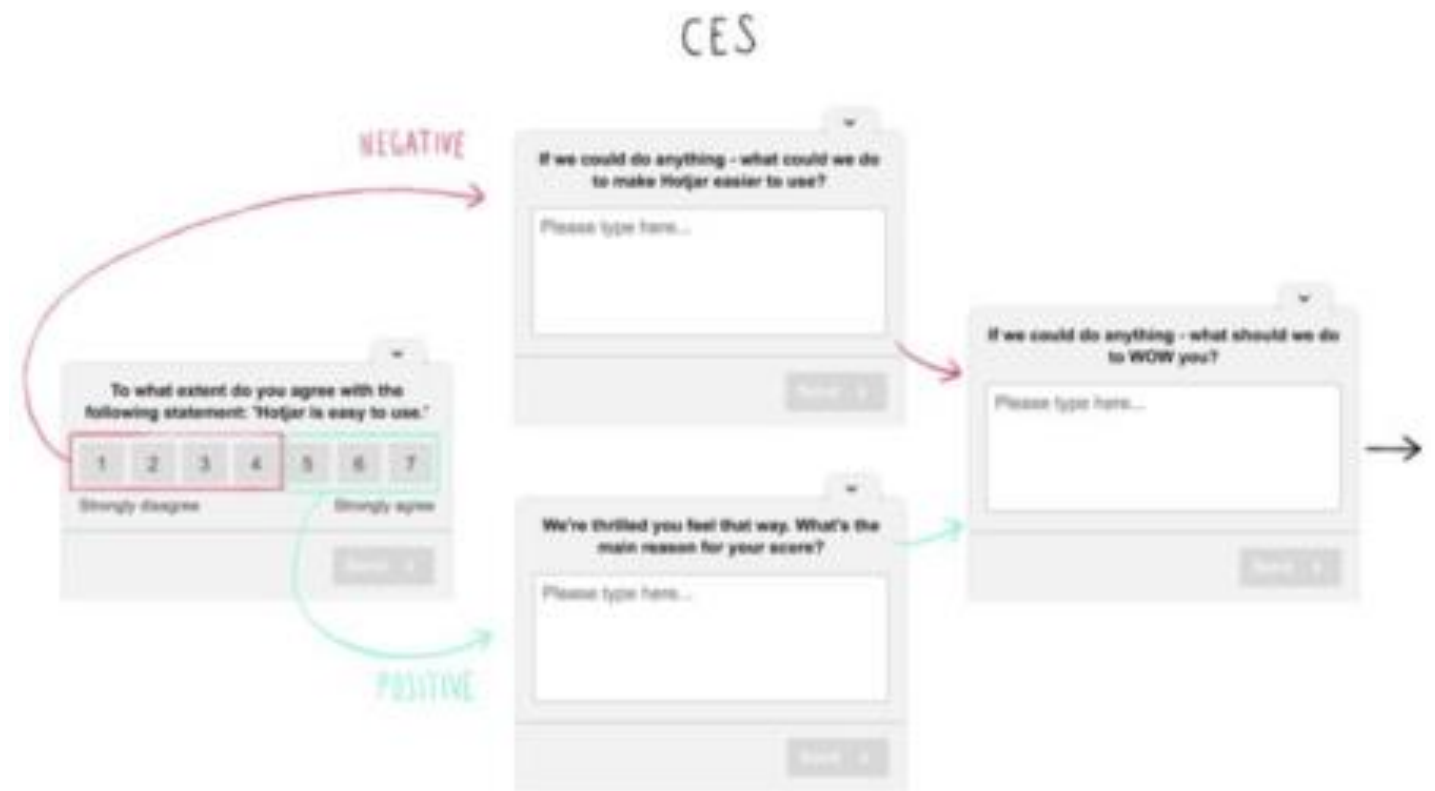 CES
NEGATIVE
If we could do anything - what could we do
to make Hotjar easier to use?
Please type here...
To what extent do you agree with the
following statement: "Hotjar is easy to use."
1 2 3 4 5 6 7
Strongly disagree Strongly agree
We're thrilled you feel that way. What's the
main reason for your score?
Please type here...
POSITIVE
If we could do anything - what should we do
to WOW you?
Please type here...